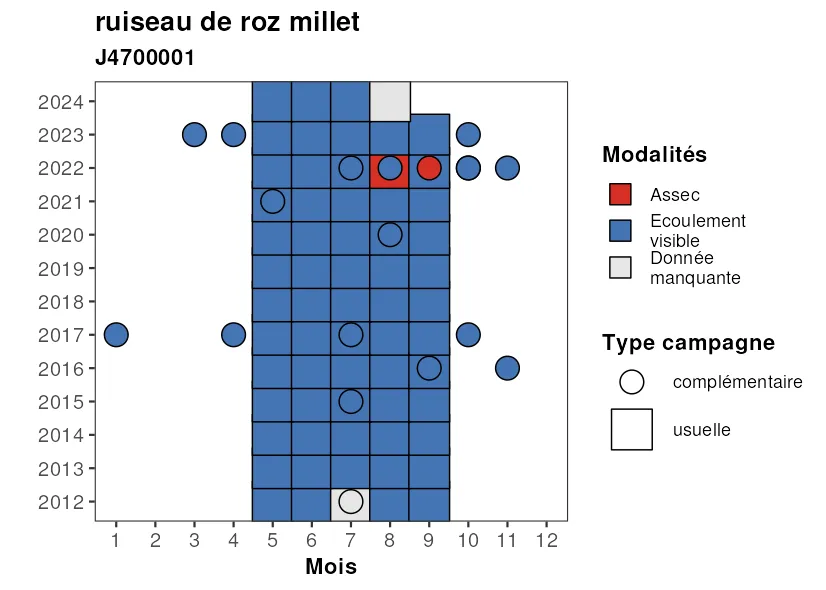 ruiseau de roz millet
J4700001
2024
2023
2022
2021
2020
2019
2018
2017
2016
2015
2014
2013
2012
1 2 3 4 5 6 7 8 9 10 11 12
Mois
Modalités
Assec
Ecoulement
visible
Donnée
manquante
Type campagne
complémentaire
usuelle